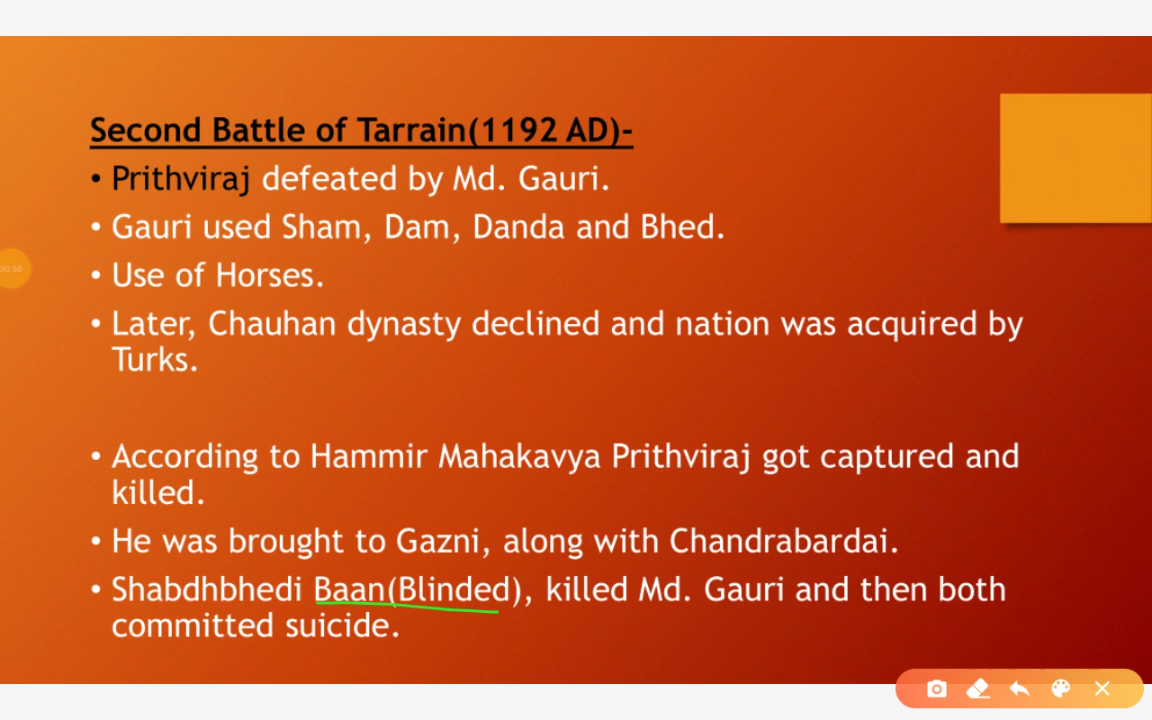 Second Battle of Tarrain(1192 AD)-
• Prithviraj defeated by Md. Gauri.
• Gauri used Sham, Dam, Danda and Bhed.
• Use of Horses.
• Later, Chauhan dynasty declined and nation was acquired by
Turks.
• According to Hammir Mahakavya Prithviraj got captured and
killed.
• He was brought to Gazni, along with Chandrabardai.
• Shabdhbhedi Baan(Blinded), killed Md. Gauri and then both
committed suicide.